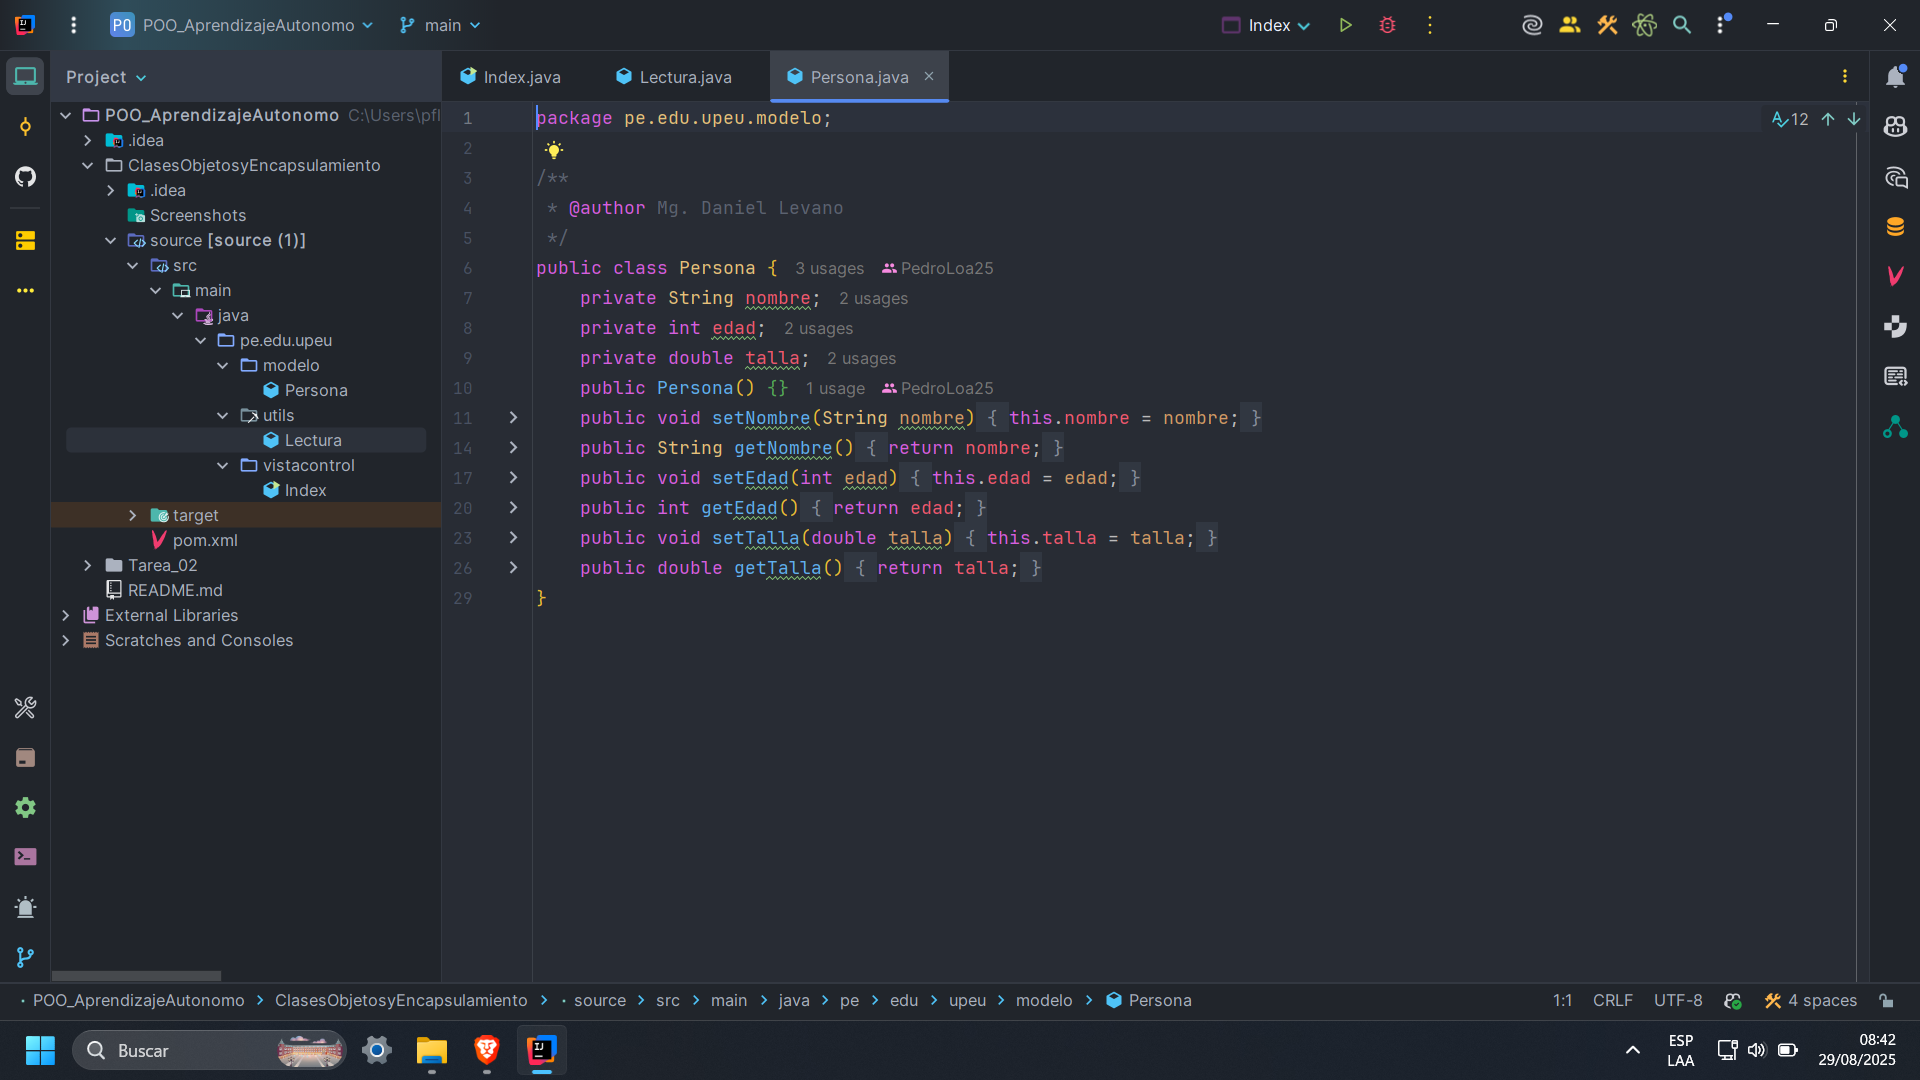 PO POO_AprendizajeAutonomo main Index
Project
Index.java Lectura.java Persona.java
POO_AprendizajeAutonomo C:\Users\pfl
.idea
ClasesObjetosyEncapsulamiento
.idea
Screenshots
source [source (1)]
src
main
java
pe.edu.upeu
modelo
Persona
utils
Lectura
vistacontrol
Index
target
pom.xml
Tarea_02
README.md
External Libraries
Scratches and Consoles
1 package pe.edu.upeu.modelo; 12
2
3 /**
4 * @author Mg. Daniel Levano
5 */
6 public class Persona { 3 usages PedroLoa25
7 private String nombre; 2 usages
8 private int edad; 2 usages
9 private double talla; 2 usages
10 public Persona() {} 1 usage PedroLoa25
11 public void setNombre(String nombre) { this.nombre = nombre; }
14 public String getNombre() { return nombre; }
17 public void setEdad(int edad) { this.edad = edad; }
20 public int getEdad() { return edad; }
23 public void setTalla(double talla) { this.talla = talla; }
26 public double getTalla() { return talla; }
29 }
POO_AprendizajeAutonomo > ClasesObjetosyEncapsulamiento > source > src > main > java > pe > edu > upeu > modelo > Persona 1:1 CRLF UTF-8 4 spaces
Buscar
ESP
LAA
08:42
29/08/2025